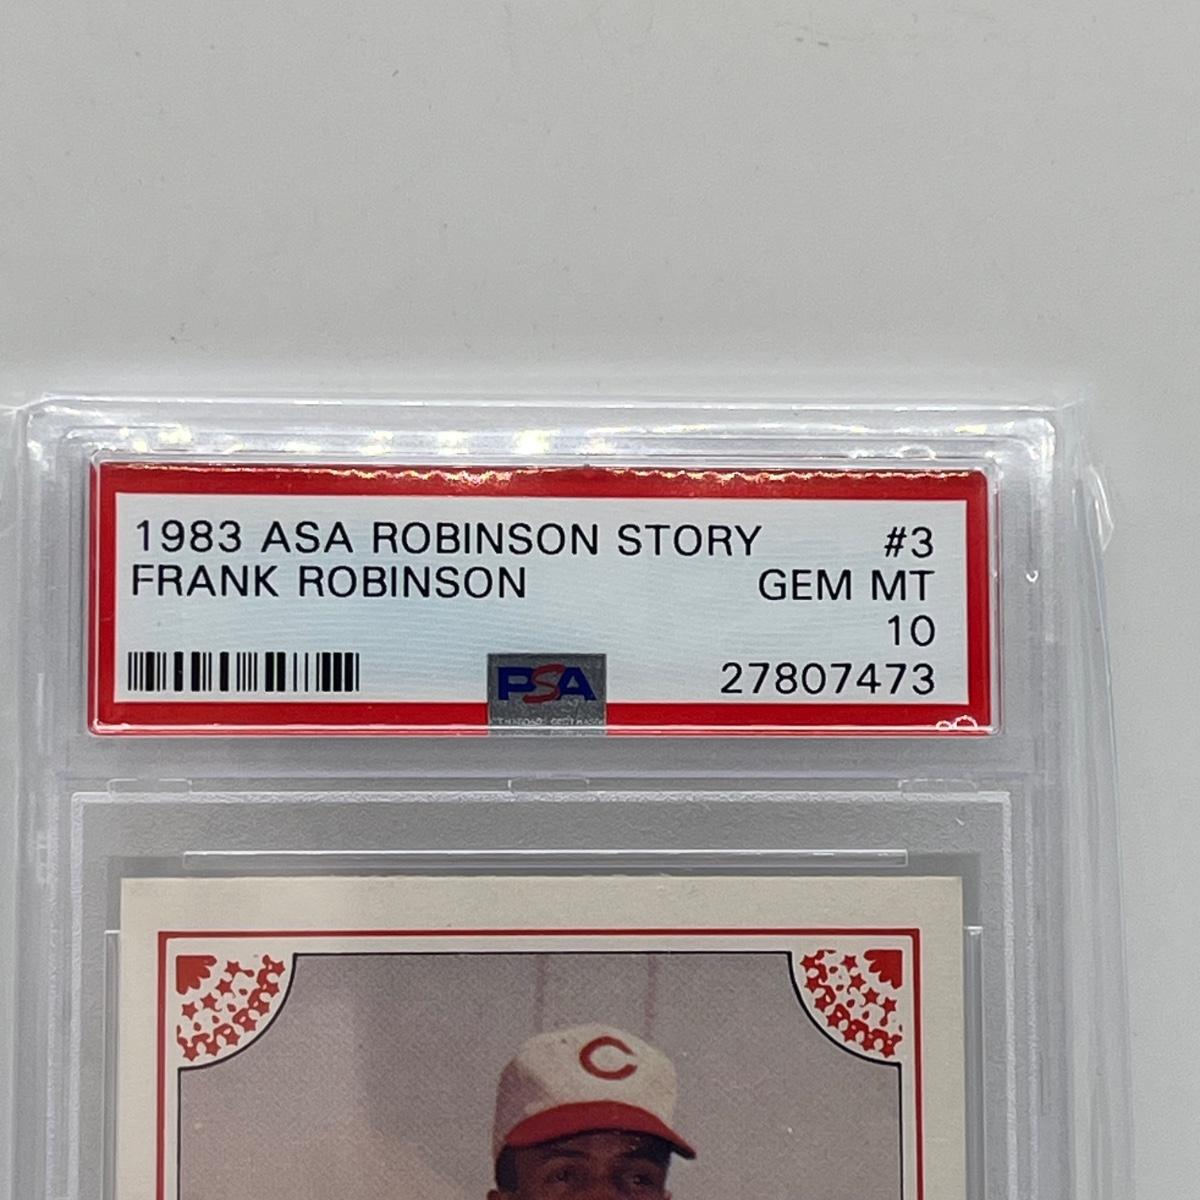 1983 ASA ROBINSON STORY #3
FRANK ROBINSON GEM MT
10
27807473
PSA
C